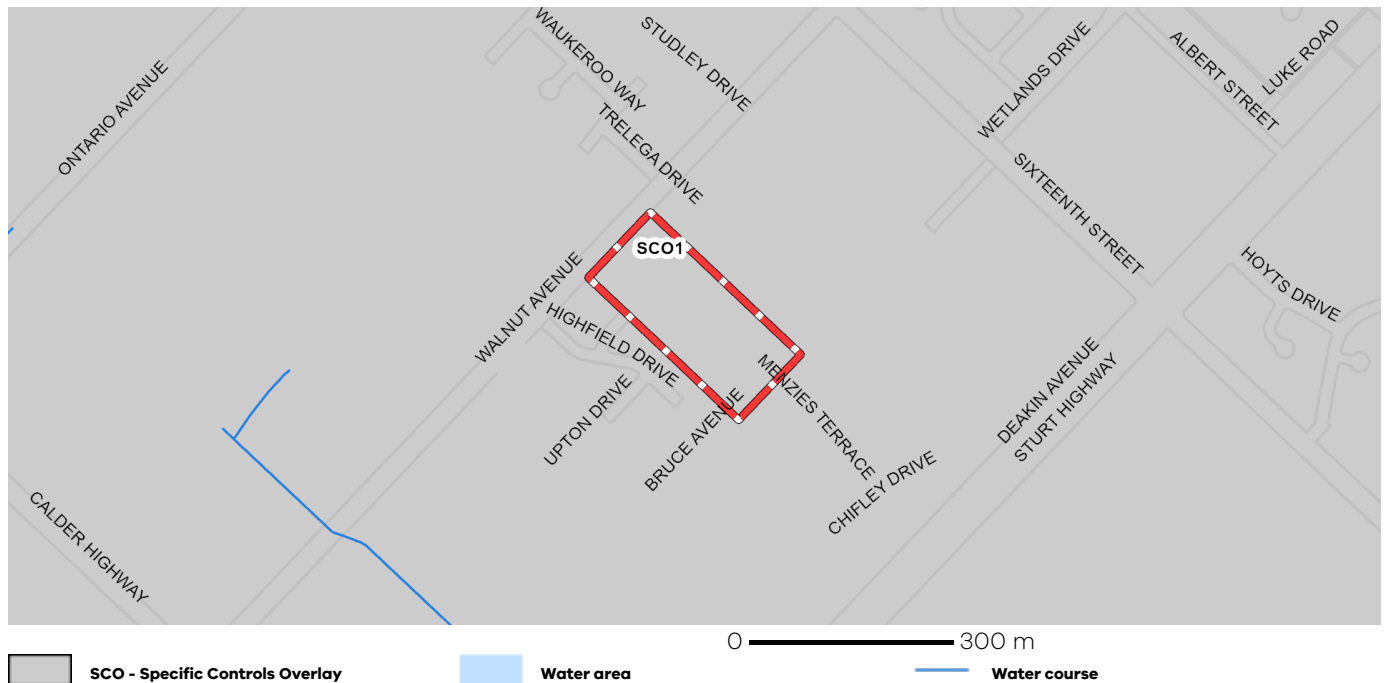 WAUKEROO WAY
STUDLEY DRIVE
ONTARIO AVENUE
TRELEGA DRIVE
WETLANDS DRIVE
ALBERT STREET
LUKE ROAD
SIXTEENTH STREET
SCO1
WALNUT AVENUE
HIGHFIELD DRIVE
HOYTS DRIVE
UPTON DRIVE
BRUCE AVENUE
MENZIES TERRACE
DEAKIN AVENUE
STURT HIGHWAY
CHIFLEY DRIVE
CALDER HIGHWAY
0 300 m
SCO - Specific Controls Overlay
Water area
Water course